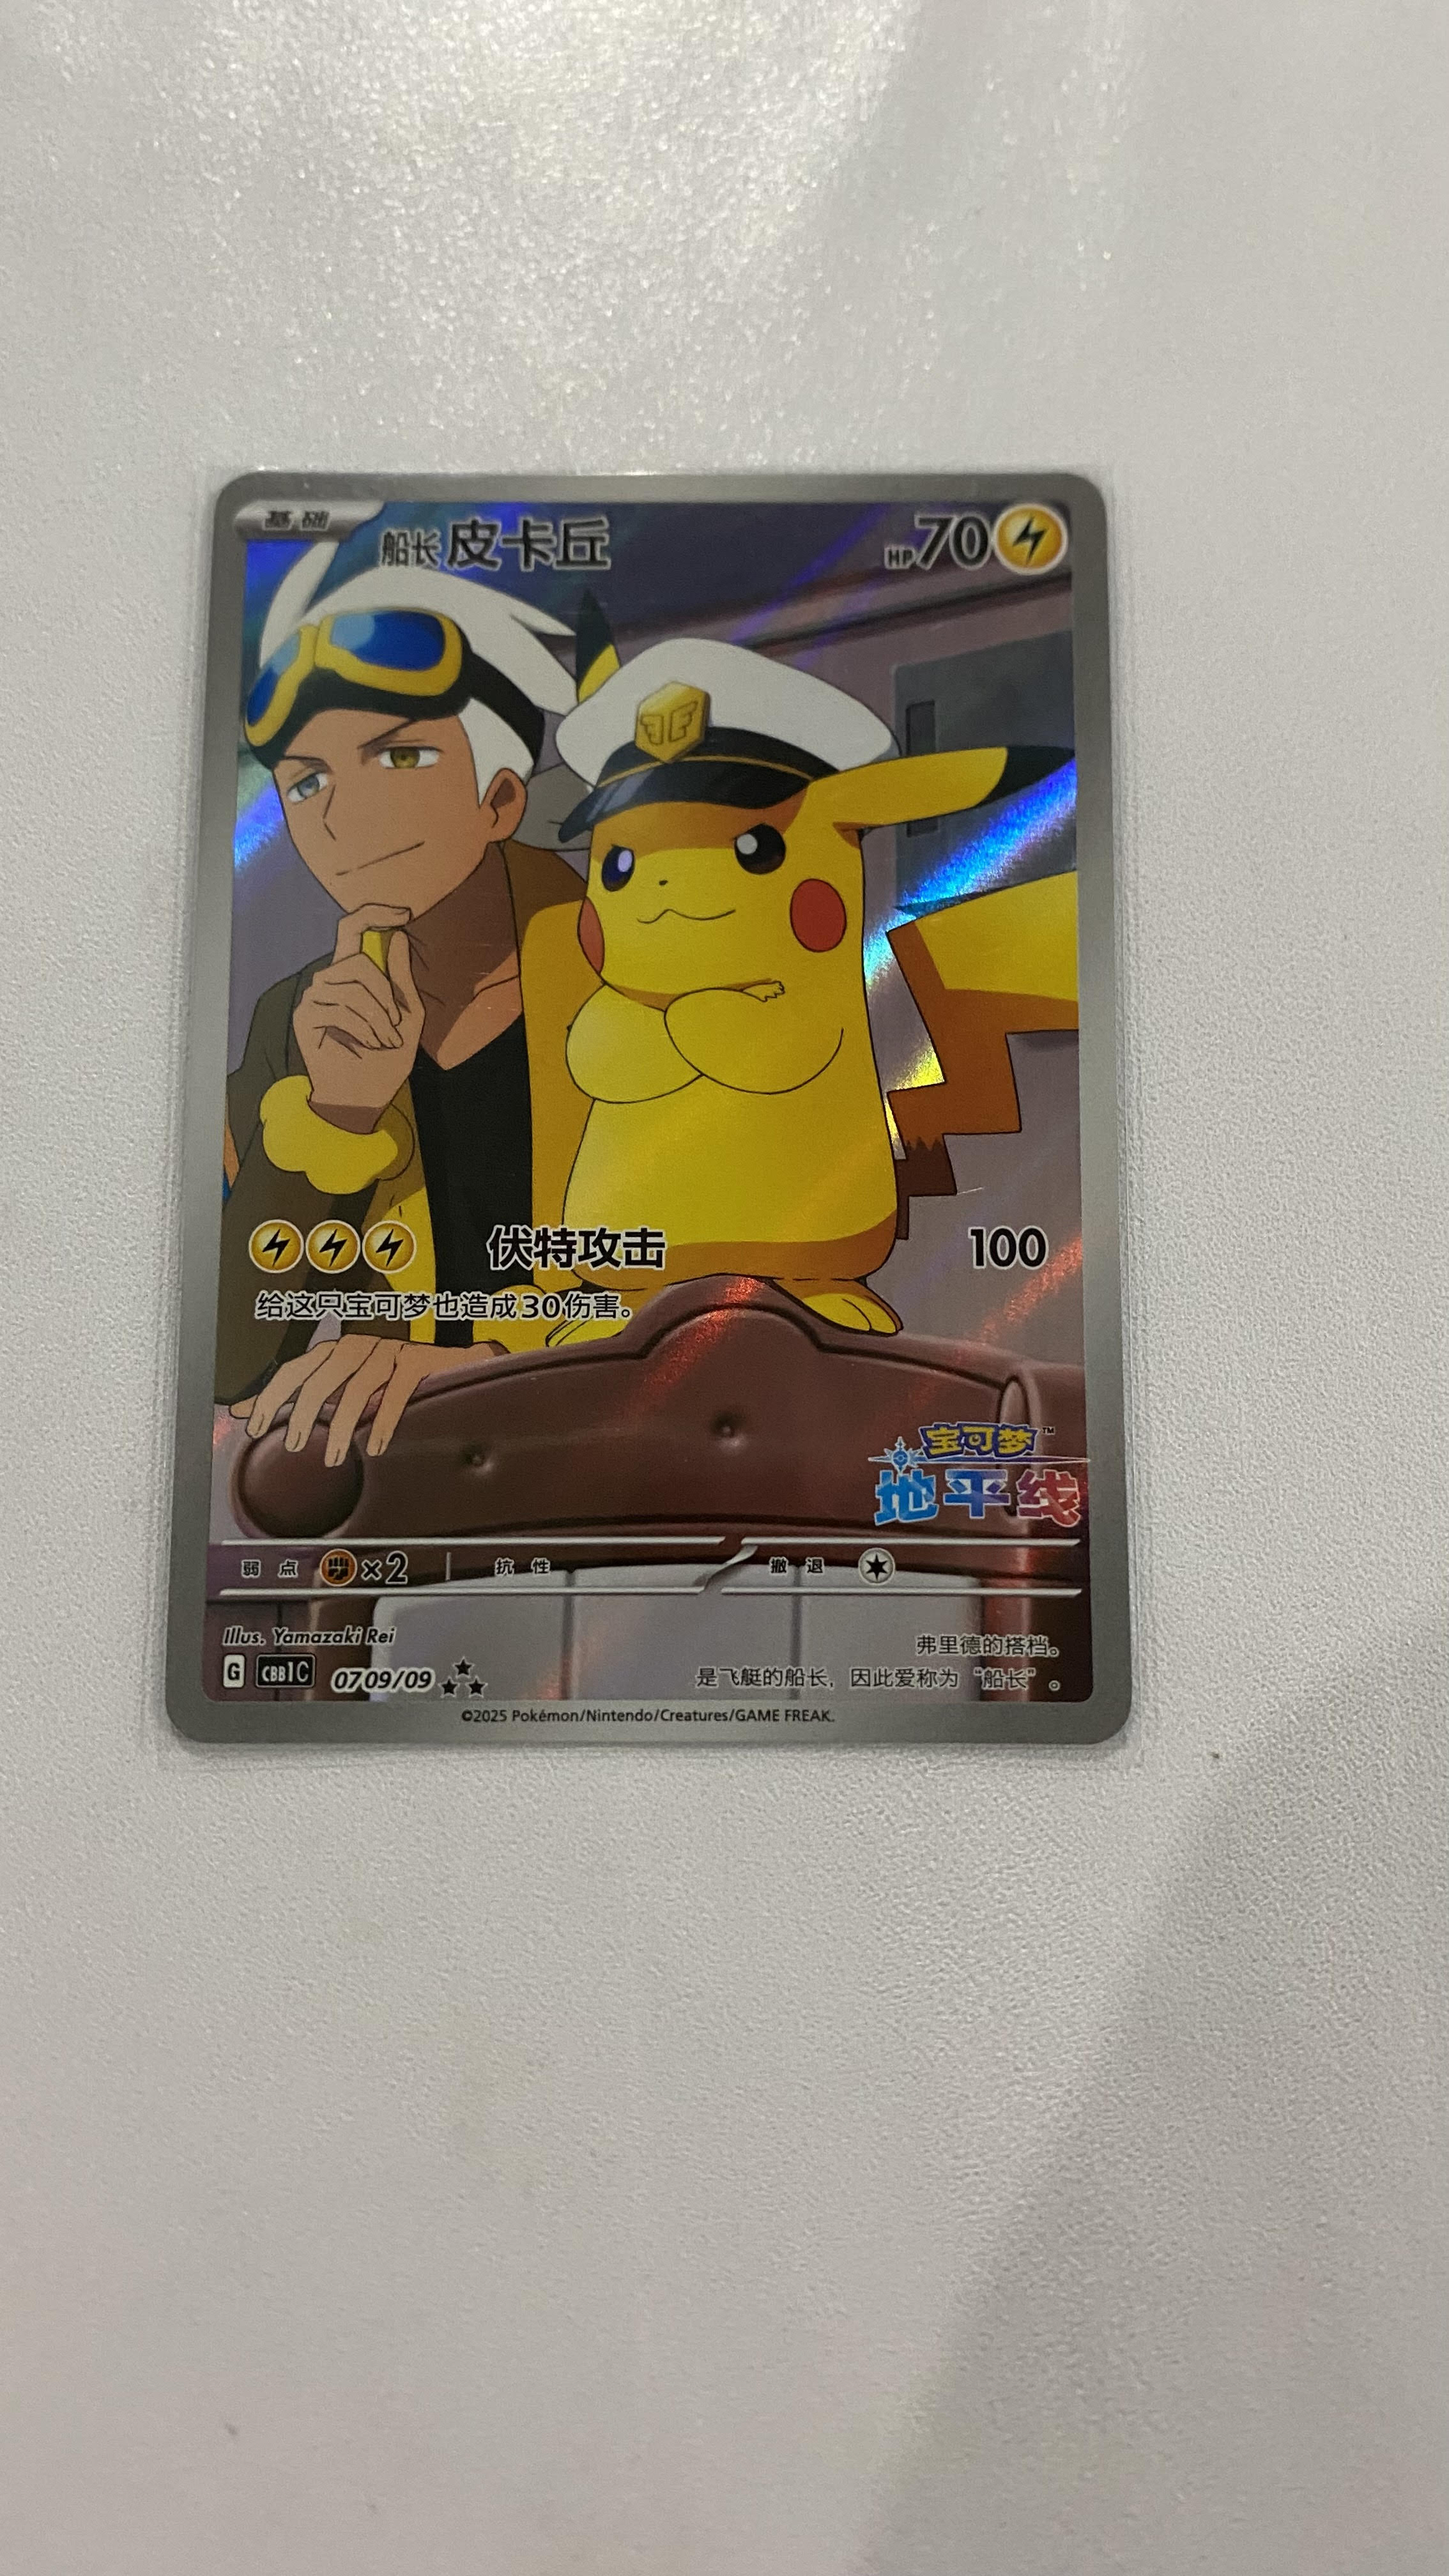 基础
船长皮卡丘 HP70
伏特攻击 100
给这只宝可梦也造成30伤害。
宝可梦™
地平线
弱点 ×2 抗性 撤退
Illus. Yamazaki Rei
弗里德的搭档。
G CBB1C 0709/09 是飞艇的船长，因此爱称为“船长”。
©2025 Pokémon/Nintendo/Creatures/GAME FREAK.